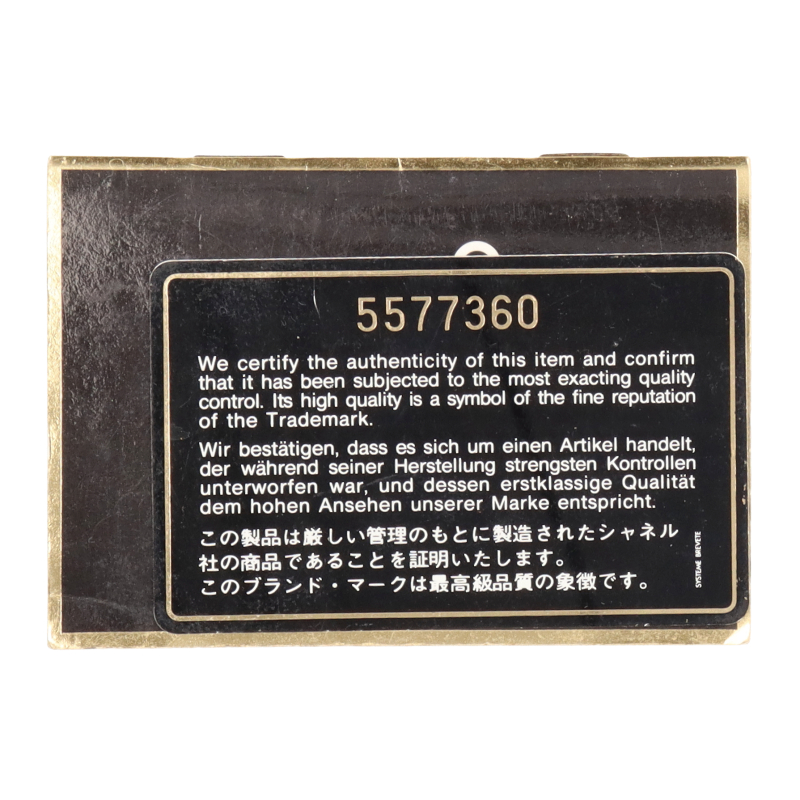 5577360
We certify the authenticity of this item and confirm
that it has been subjected to the most exacting quality
control. Its high quality is a symbol of the fine reputation
of the Trademark.
Wir bestätigen, dass es sich um einen Artikel handelt,
der während seiner Herstellung strengsten Kontrollen
unterworfen war, und dessen erstklassige Qualität
dem hohen Ansehen unserer Marke entspricht.
この製品は厳しい管理のもとに製造されたシャネル
社の商品であることを証明いたします。
このブランド・マークは最高級品質の象徴です。
SYSTEME BREVETE